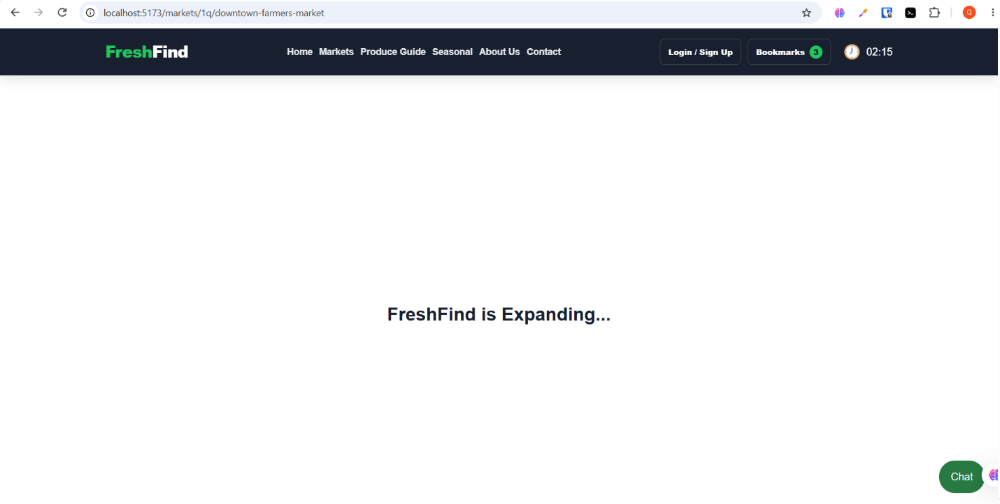 localhost:5173/markets/1q/downtown-farmers-market
Q
FreshFind
Home Markets Produce Guide Seasonal About Us Contact
Login / Sign Up
Bookmarks 3
02:15
FreshFind is Expanding...
Chat